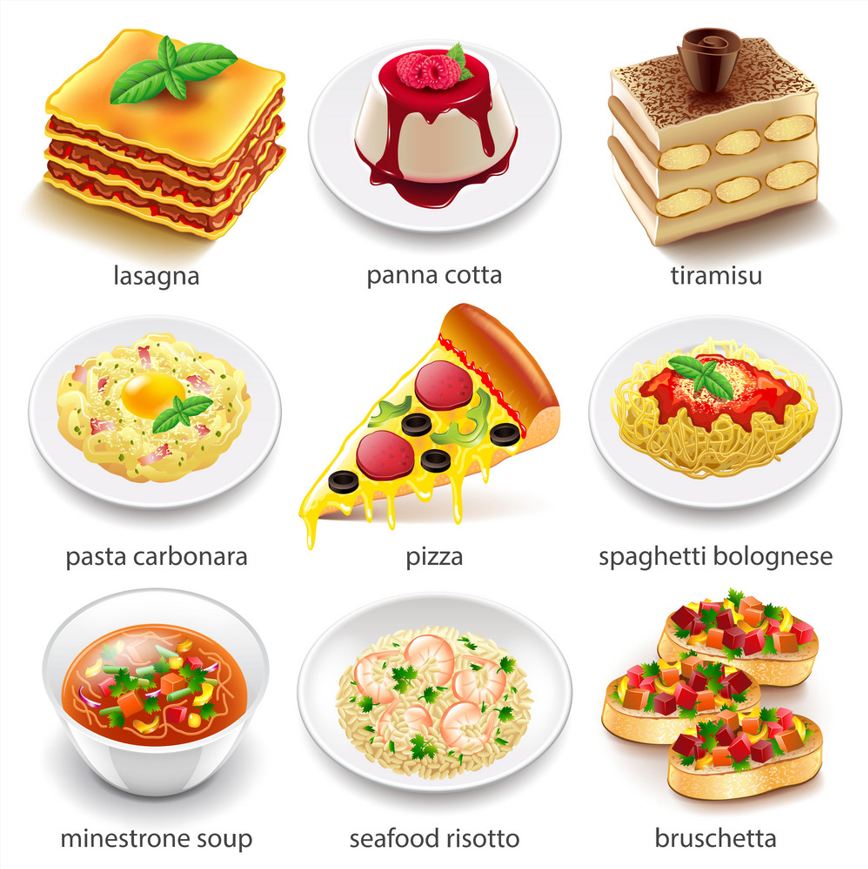 lasagna
panna cotta
tiramisu
pasta carbonara
pizza
spaghetti bolognese
minestrone soup
seafood risotto
bruschetta